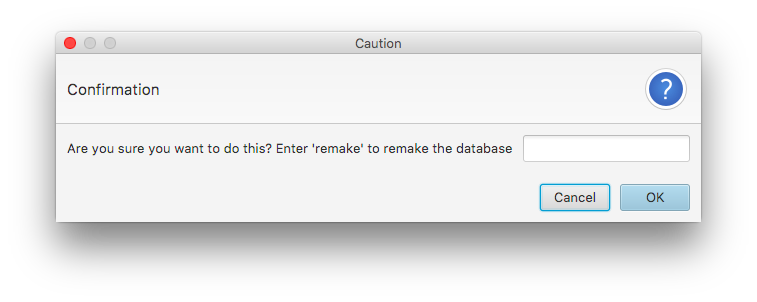 Caution
Confirmation
?
Are you sure you want to do this? Enter 'remake' to remake the database
Cancel OK